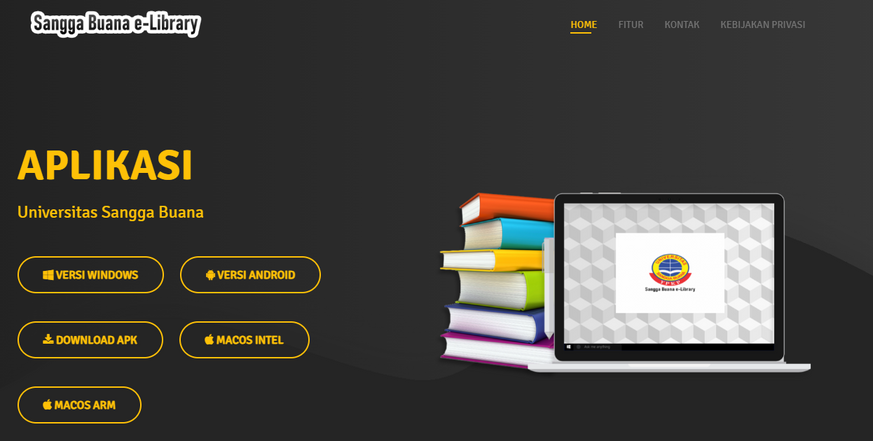 Sangga Buana e-Library
HOME FITUR KONTAK KEBIJAKAN PRIVASI
APLIKASI
Universitas Sangga Buana
VERSI WINDOWS VERSI ANDROID
DOWNLOAD APK MACOS INTEL
MACOS ARM
Sangga Buana e-Library